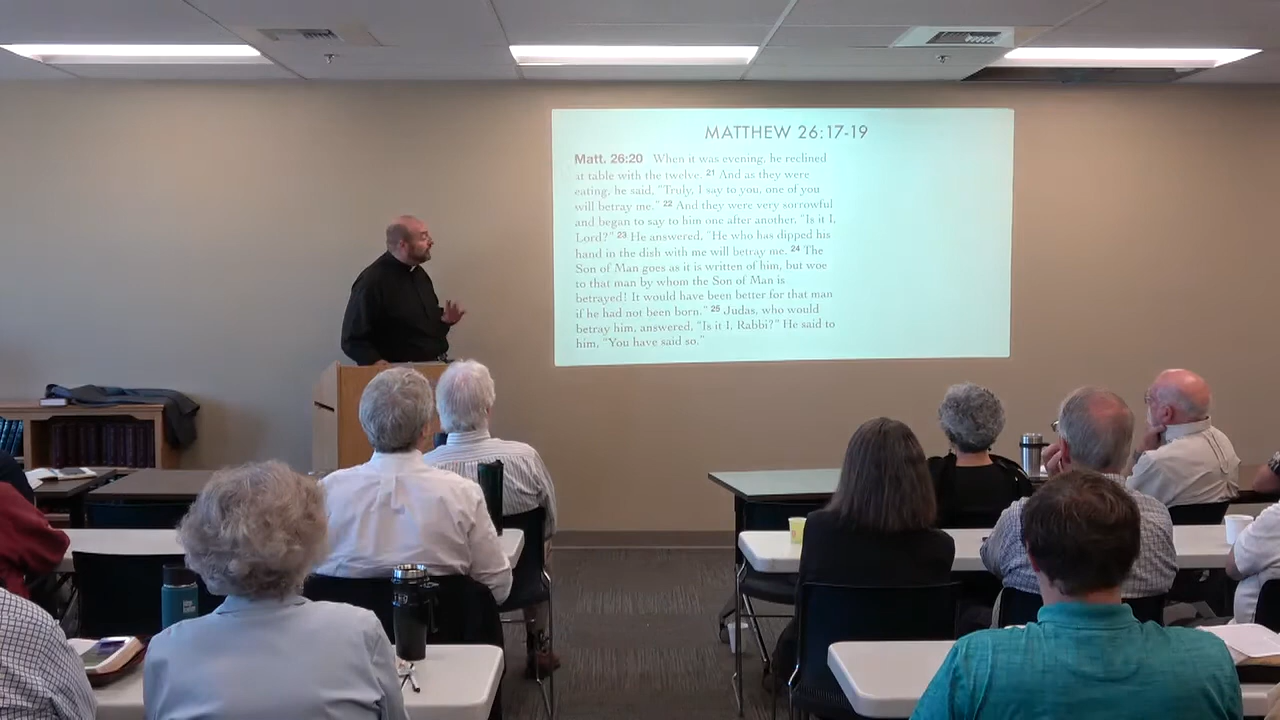 MATTHEW 26:17-19
Matt. 26:20 When it was evening, he reclined
at table with the twelve. 21 And as they were
eating, he said, "Truly, I say to you, one of you
will betray me." 22 And they were very sorrowful
and began to say to him one after another, "Is it I,
Lord?" 23 He answered, "He who has dipped his
hand in the dish with me will betray me. 24 The
Son of Man goes as it is written of him, but woe
to that man by whom the Son of Man is
betrayed! It would have been better for that man
if he had not been born." 25 Judas, who would
betray him, answered, "Is it I, Rabbi?" He said to
him, "You have said so."